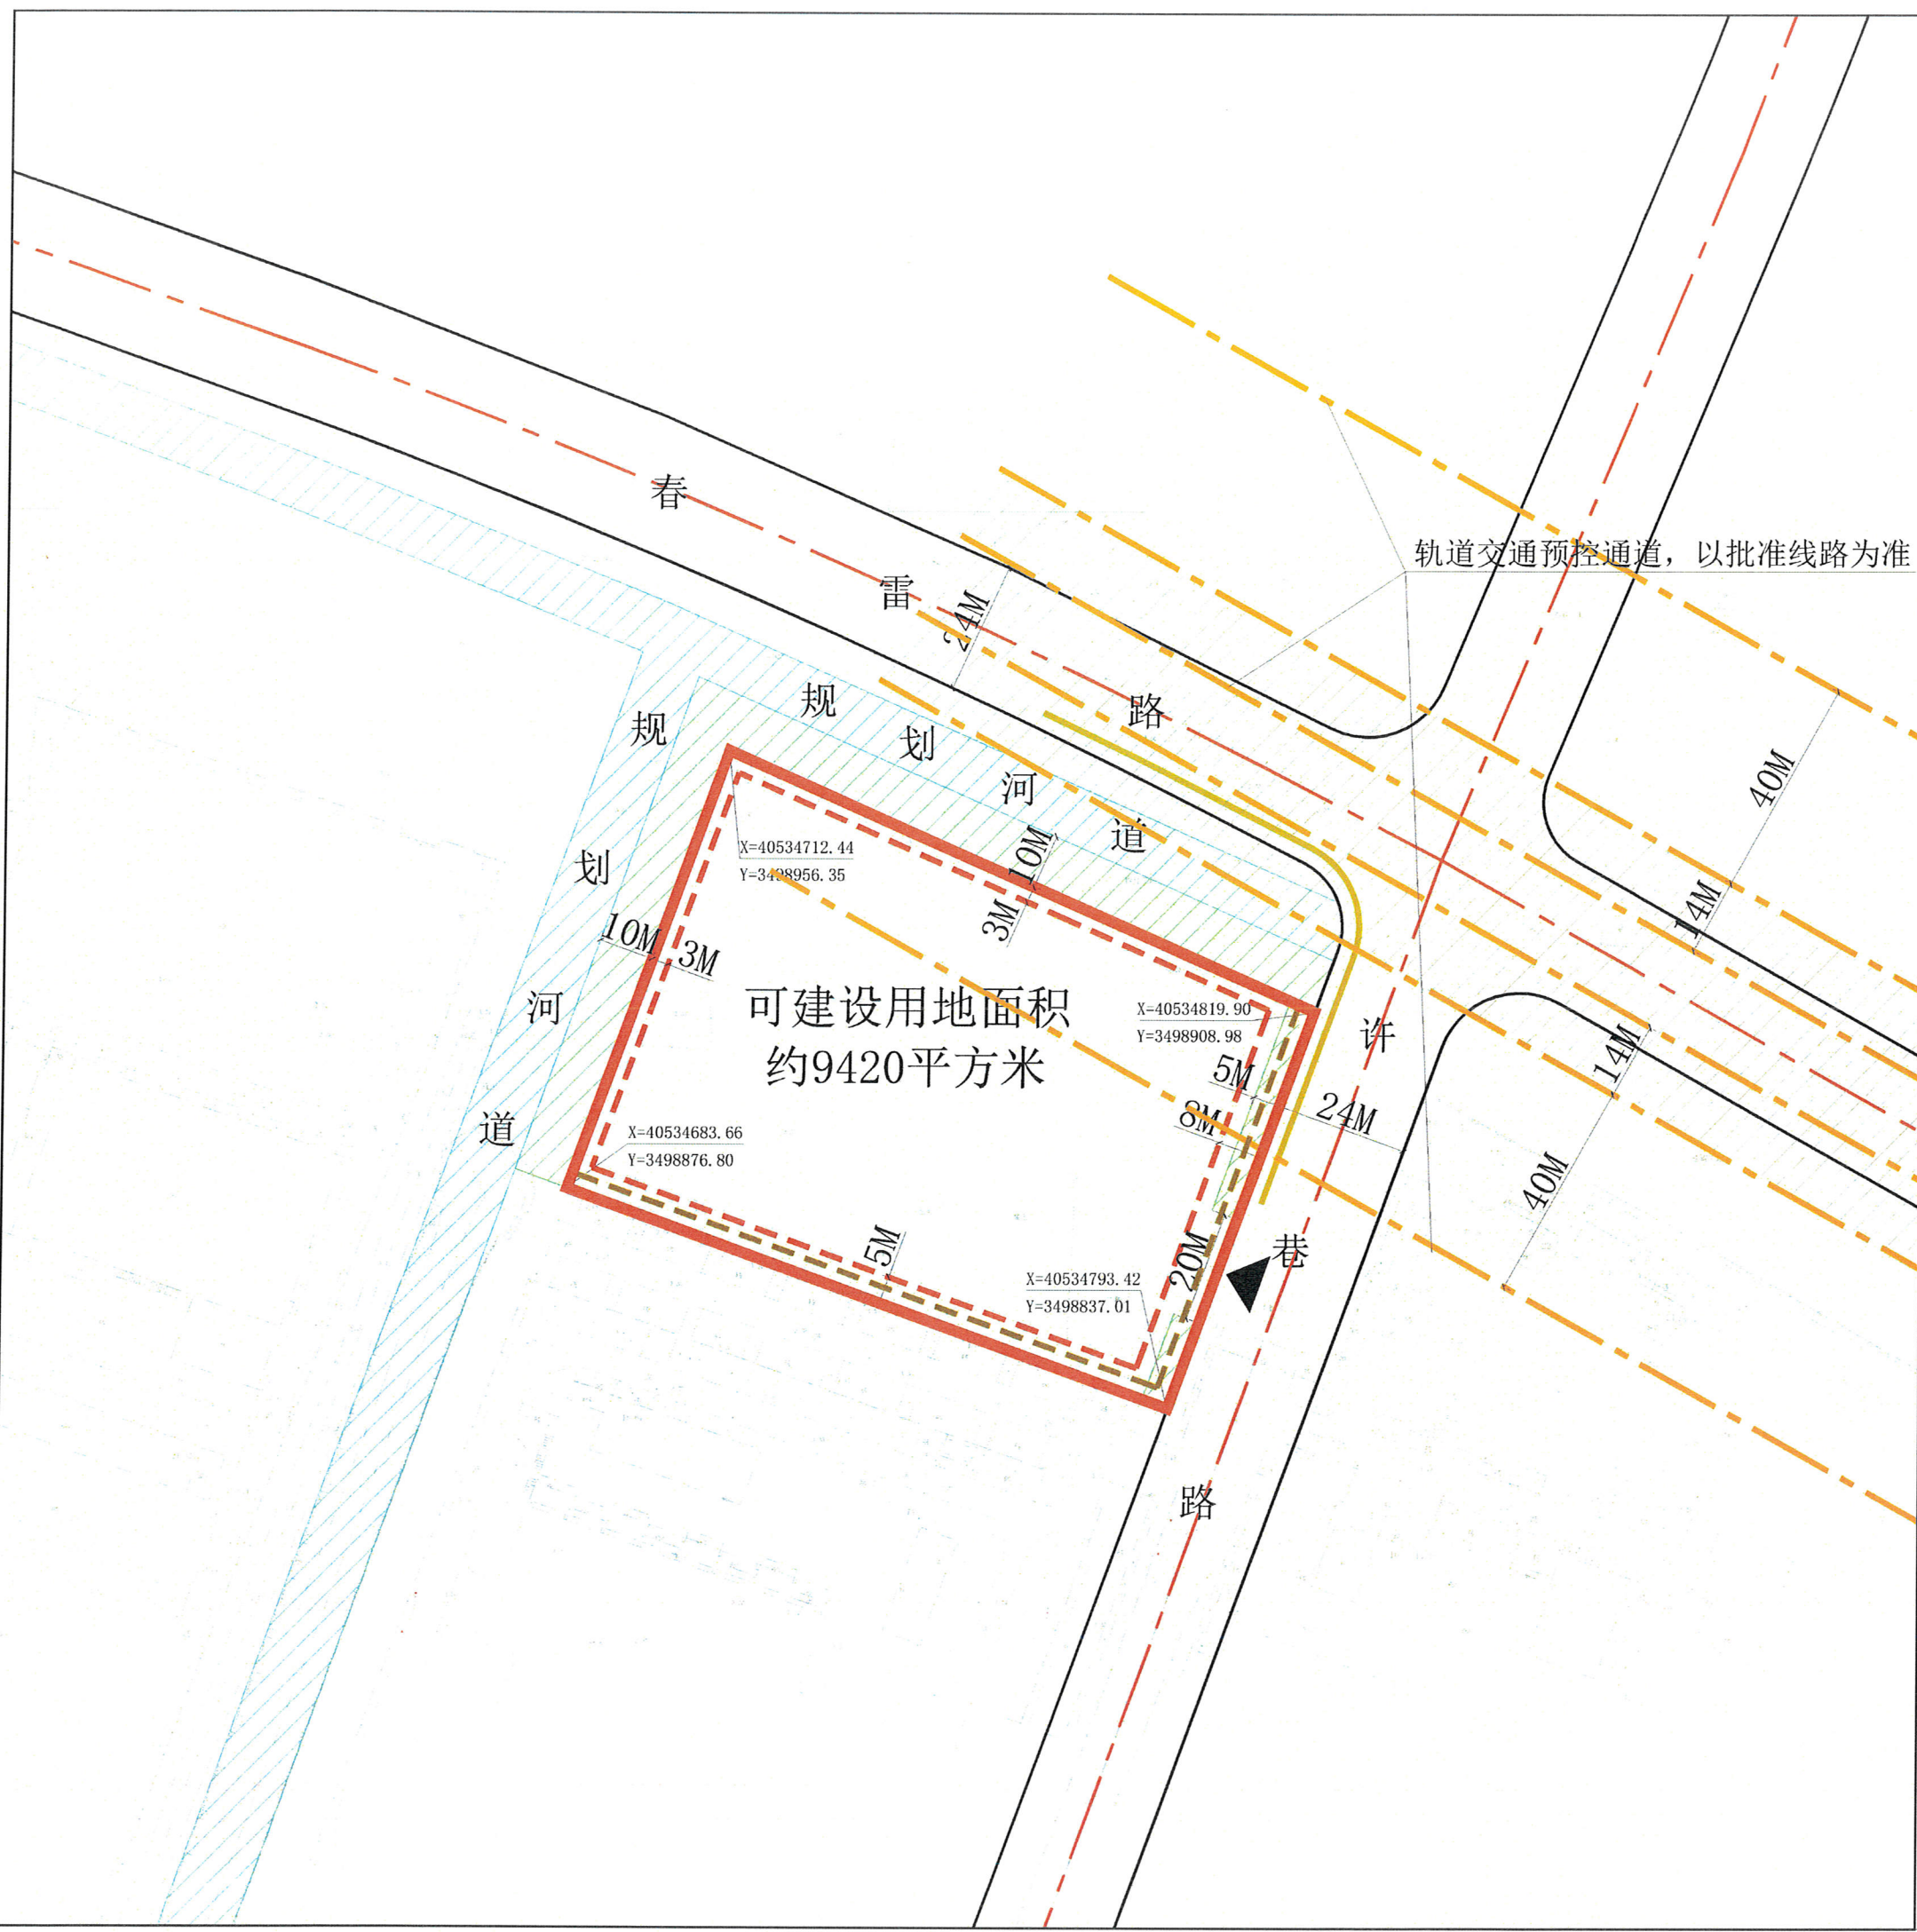 春雷路
24M
轨道交通预控通道，以批准线路为准
规划河道
规划河道
40M
14M
14M
40M
X=40534712.44
Y=3498956.35
10M
3M
10M
3M
可建设用地面积
约9420平方米
X=40534819.90
Y=3498908.98
5M
8M
24M
许巷路
X=40534683.66
Y=3498876.80
5M
20M
X=40534793.42
Y=3498837.01